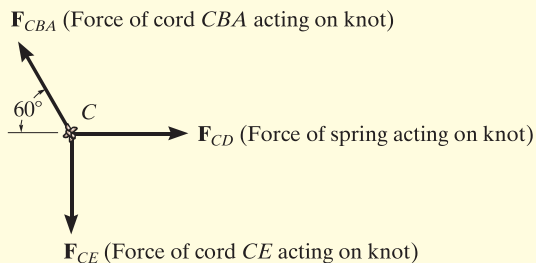 F_CBA (Force of cord CBA acting on knot)
60°
C
F_CD (Force of spring acting on knot)
F_CE (Force of cord CE acting on knot)